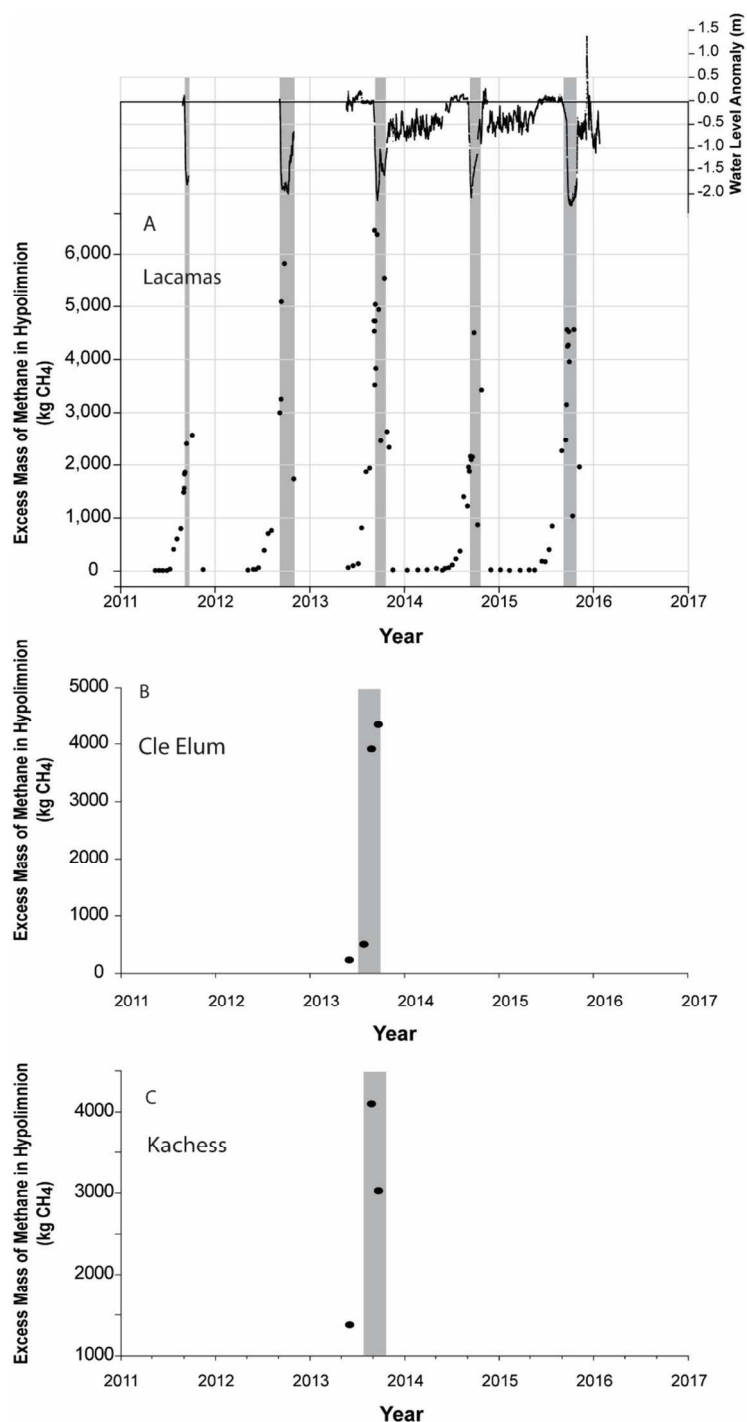 1.5
1.0
0.5
0.0
-0.5
-1.0
-1.5
-2.0
Water Level Anomaly (m)
A
Lacamas
Excess Mass of Methane in Hypolimnion
(kg CH4)
6,000
5,000
4,000
3,000
2,000
1,000
0
2011 2012 2013 2014 2015 2016 2017
Year
B
Cle Elum
Excess Mass of Methane in Hypolimnion
(kg CH4)
5000
4000
3000
2000
1000
0
2011 2012 2013 2014 2015 2016 2017
Year
C
Kachess
Excess Mass of Methane in Hypolimnion
(kg CH4)
4000
3000
2000
1000
2011 2012 2013 2014 2015 2016 2017
Year